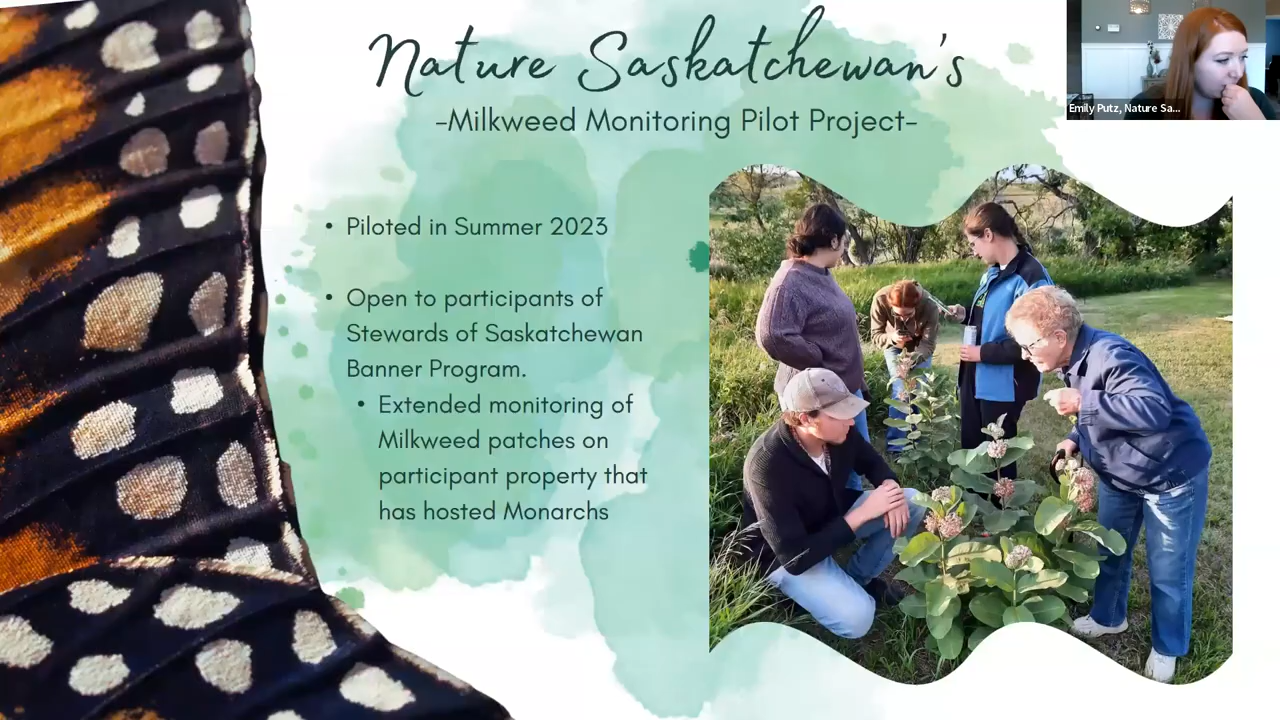 Nature Saskatchewan's
-Milkweed Monitoring Pilot Project-
Emily Putz, Nature Sa...
• Piloted in Summer 2023
• Open to participants of
Stewards of Saskatchewan
Banner Program.
• Extended monitoring of
Milkweed patches on
participant property that
has hosted Monarchs